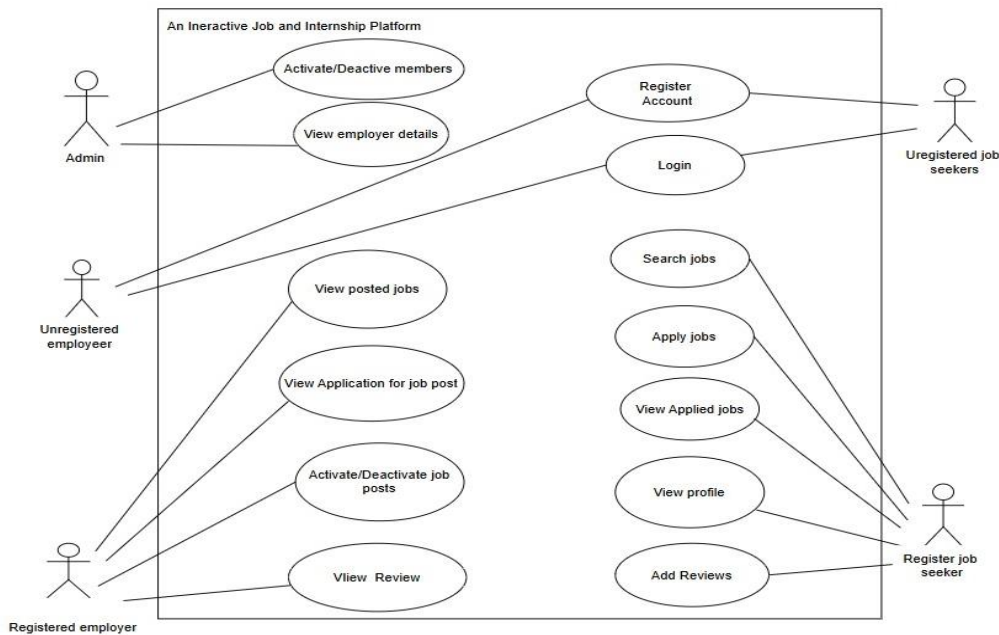 An Ineractive Job and Internship Platform
Activate/Deactive members
Register
Account
View employer details
Admin
Uregistered job
seekers
Login
Search jobs
View posted jobs
Unregistered
employeer
Apply jobs
View Application for job post
View Applied jobs
Activate/Deactivate job
posts
View profile
Register job
seeker
VIiew Review
Add Reviews
Registered employer